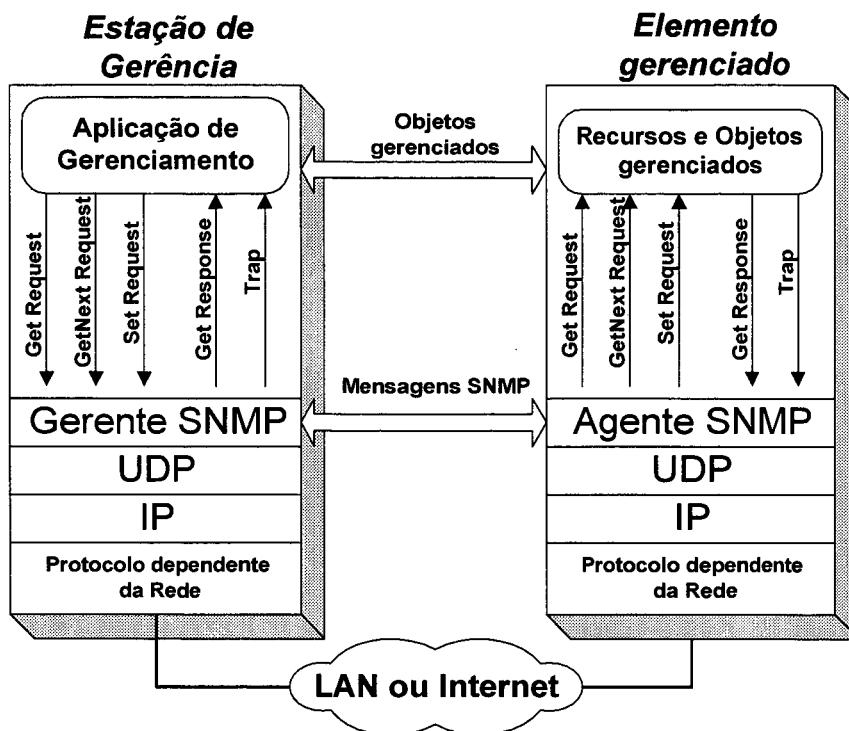 Estação de
Gerência
Elemento
gerenciado
Aplicação de
Gerenciamento
Objetos
gerenciados
Recursos e Objetos
gerenciados
Get Request
GetNext Request
Set Request
Get Response
Trap
Get Request
GetNext Request
Set Request
Get Response
Trap
Mensagens SNMP
Gerente SNMP
UDP
IP
Protocolo dependente
da Rede
Agente SNMP
UDP
IP
Protocolo dependente
da Rede
LAN ou Internet